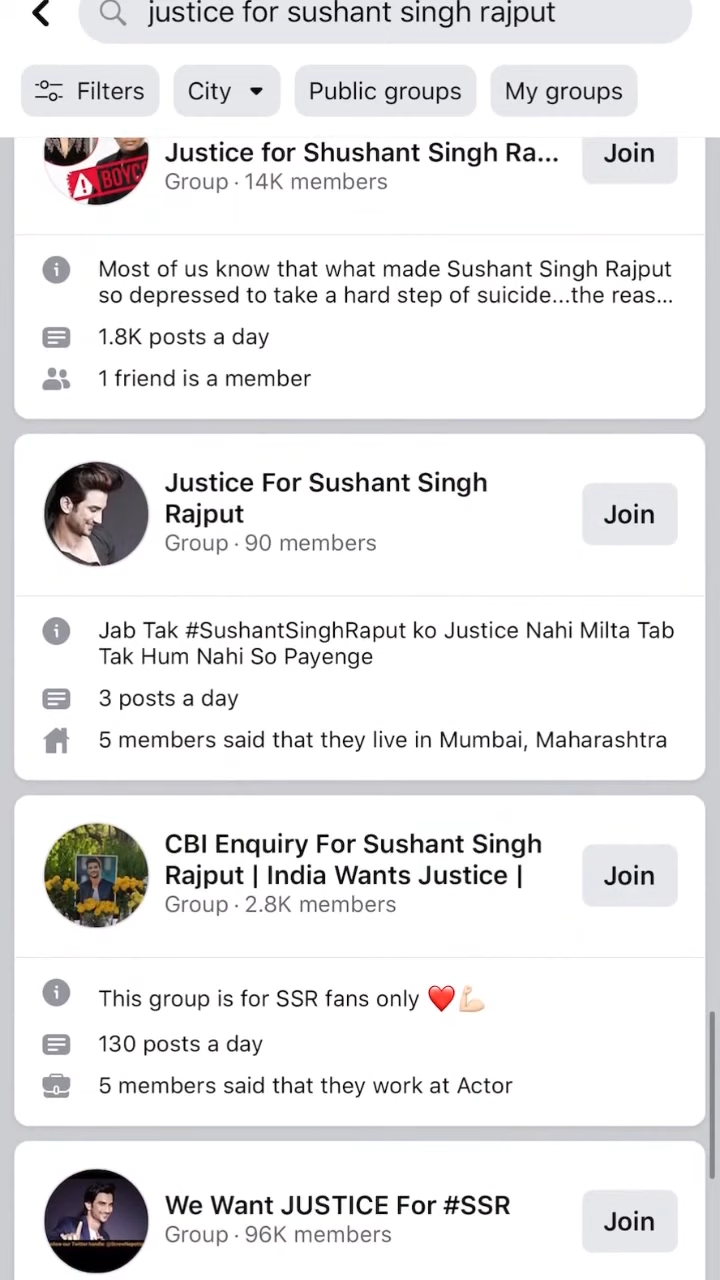 justice for sushant singh rajput
Filters
City
Public groups
My groups
BOYC
Justice for Shushant Singh Ra...
Join
Group · 14K members
Most of us know that what made Sushant Singh Rajput
so depressed to take a hard step of suicide...the reas...
1.8K posts a day
1 friend is a member
Justice For Sushant Singh
Rajput
Join
Group · 90 members
Jab Tak #SushantSinghRaput ko Justice Nahi Milta Tab
Tak Hum Nahi So Payenge
3 posts a day
5 members said that they live in Mumbai, Maharashtra
CBI Enquiry For Sushant Singh
Rajput | India Wants Justice |
Join
Group · 2.8K members
This group is for SSR fans only ❤️💪🏻
130 posts a day
5 members said that they work at Actor
We Want JUSTICE For #SSR
Join
Group · 96K members